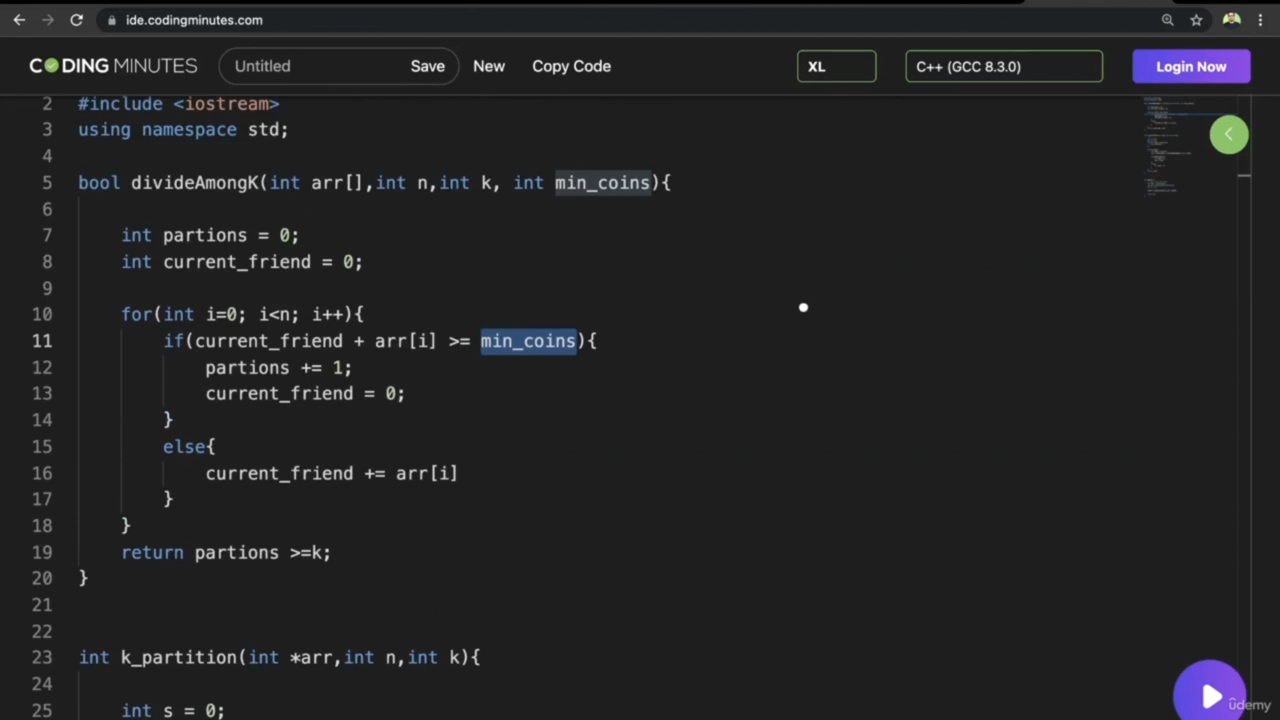 ide.codingminutes.com
CODING MINUTES Untitled Save New Copy Code XL C++ (GCC 8.3.0) Login Now
2 #include <iostream>
3 using namespace std;
4
5 bool divideAmongK(int arr[],int n,int k, int min_coins){
6
7 int partions = 0;
8 int current_friend = 0;
9
10 for(int i=0; i<n; i++){
11 if(current_friend + arr[i] >= min_coins){
12 partions += 1;
13 current_friend = 0;
14 }
15 else{
16 current_friend += arr[i]
17 }
18 }
19 return partions >=k;
20 }
21
22
23 int k_partition(int *arr,int n,int k){
24
25 int s = 0;
ûdemy